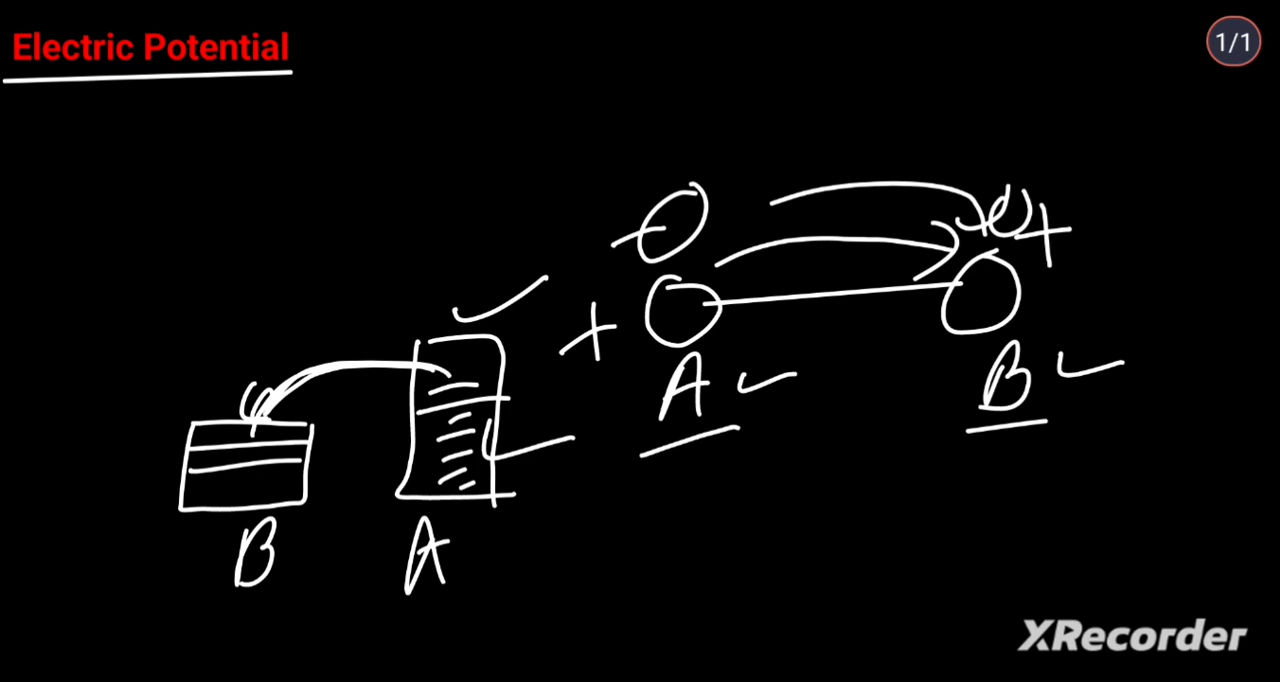 Electric Potential
1/1
+
+
A
B
B
A
XRecorder